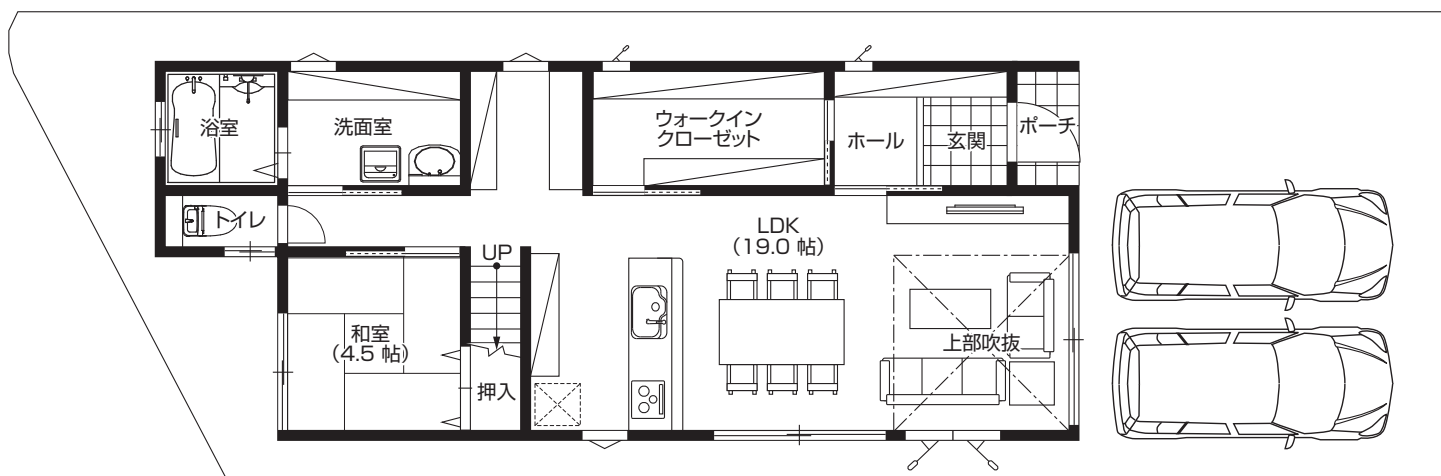 浴室
洗面室
ウォークイン
クローゼット
ホール
玄関
ポーチ
トイレ
UP
LDK
（19.0 帖）
和室
（4.5 帖）
押入
上部吹抜